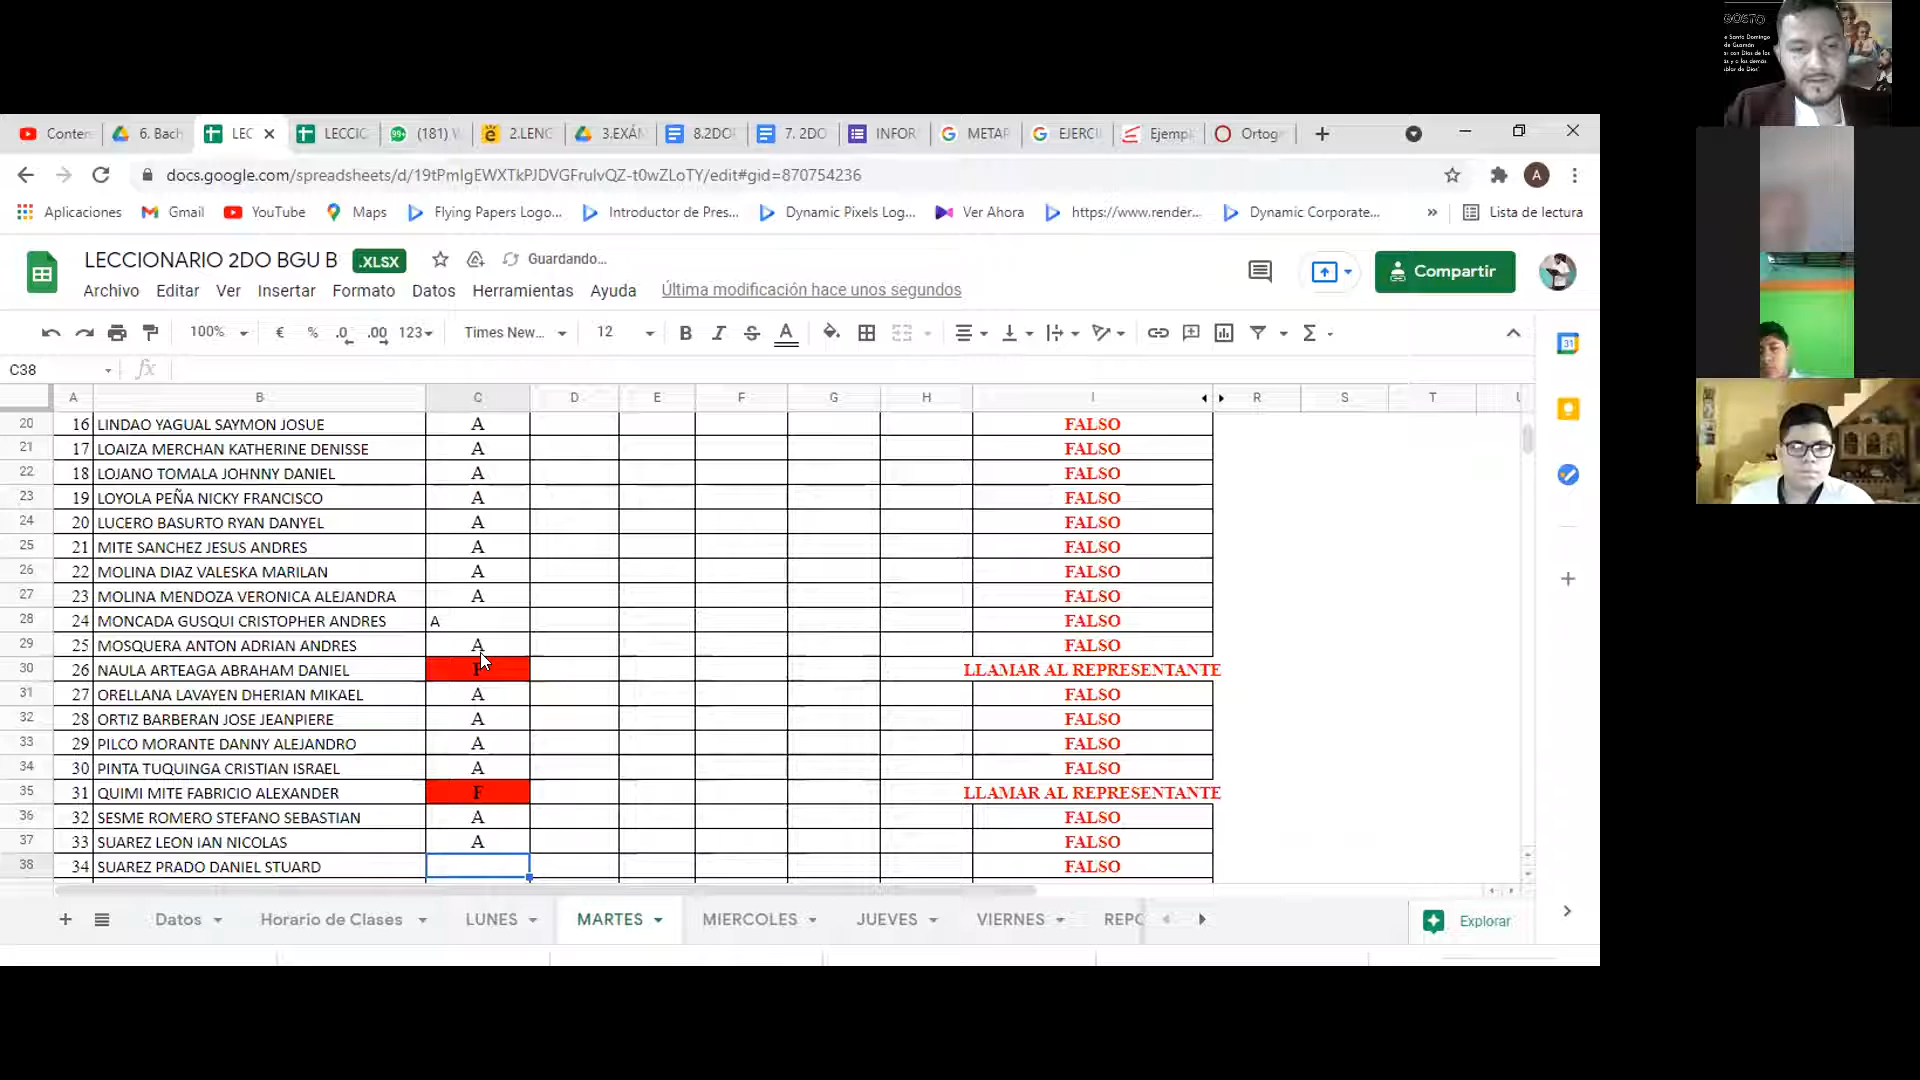 GOSTO
e Santo Domingo
de Guzmán
Conten
6. Bach
LEC
LECCIC
(181)
2.LENG
3.EXÁM
8.2DO
7. 2DO
INFOR
METAF
EJERCI
Ejempl
Ortog
docs.google.com/spreadsheets/d/19tPmIgEWXTkPJDVGFrulvQZ-t0wZLoTY/edit#gid=870754236
A
Aplicaciones
Gmail
YouTube
Maps
Flying Papers Logo...
Introductor de Pres...
Dynamic Pixels Log...
Ver Ahora
https://www.render...
Dynamic Corporate...
»
Lista de lectura
LECCIONARIO 2DO BGU B
.XLSX
Guardando...
Compartir
Archivo Editar Ver Insertar Formato Datos Herramientas Ayuda Última modificación hace unos segundos
100% € % .0 .00 123 Times New... 12 B I S A Σ
31
C38 fx
A B C D E F G H I R S T
20 16 LINDAO YAGUAL SAYMON JOSUE A FALSO
21 17 LOAIZA MERCHAN KATHERINE DENISSE A FALSO
22 18 LOJANO TOMALA JOHNNY DANIEL A FALSO
23 19 LOYOLA PEÑA NICKY FRANCISCO A FALSO
24 20 LUCERO BASURTO RYAN DANYEL A FALSO
25 21 MITE SANCHEZ JESUS ANDRES A FALSO
26 22 MOLINA DIAZ VALESKA MARILAN A FALSO
27 23 MOLINA MENDOZA VERONICA ALEJANDRA A FALSO
28 24 MONCADA GUSQUI CRISTOPHER ANDRES A FALSO
29 25 MOSQUERA ANTON ADRIAN ANDRES A FALSO
30 26 NAULA ARTEAGA ABRAHAM DANIEL F LLAMAR AL REPRESENTANTE
31 27 ORELLANA LAVAYEN DHERIAN MIKAEL A FALSO
32 28 ORTIZ BARBERAN JOSE JEANPIERE A FALSO
33 29 PILCO MORANTE DANNY ALEJANDRO A FALSO
34 30 PINTA TUQUINGA CRISTIAN ISRAEL A FALSO
35 31 QUIMI MITE FABRICIO ALEXANDER F LLAMAR AL REPRESENTANTE
36 32 SESME ROMERO STEFANO SEBASTIAN A FALSO
37 33 SUAREZ LEON IAN NICOLAS A FALSO
38 34 SUAREZ PRADO DANIEL STUARD FALSO
Datos Horario de Clases LUNES MARTES MIERCOLES JUEVES VIERNES REPO
Explorar